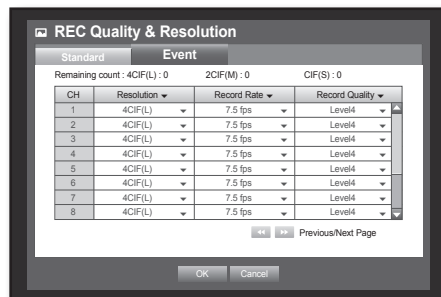 REC Quality & Resolution
Standard Event
Remaining count : 4CIF(L) : 0 2CIF(M) : 0 CIF(S) : 0
CH Resolution Record Rate Record Quality
1 4CIF(L) 7.5 fps Level4
2 4CIF(L) 7.5 fps Level4
3 4CIF(L) 7.5 fps Level4
4 4CIF(L) 7.5 fps Level4
5 4CIF(L) 7.5 fps Level4
6 4CIF(L) 7.5 fps Level4
7 4CIF(L) 7.5 fps Level4
8 4CIF(L) 7.5 fps Level4
Previous/Next Page
OK Cancel